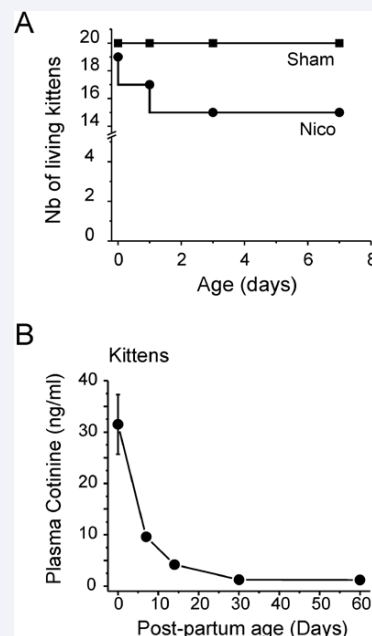 A
Nb of living kittens
20
18
16
14
4
2
0
Sham
Nico
0 2 4 6 8
Age (days)
B
Kittens
Plasma Cotinine (ng/ml)
40
30
20
10
0
0 10 20 30 40 50 60
Post-partum age (Days)